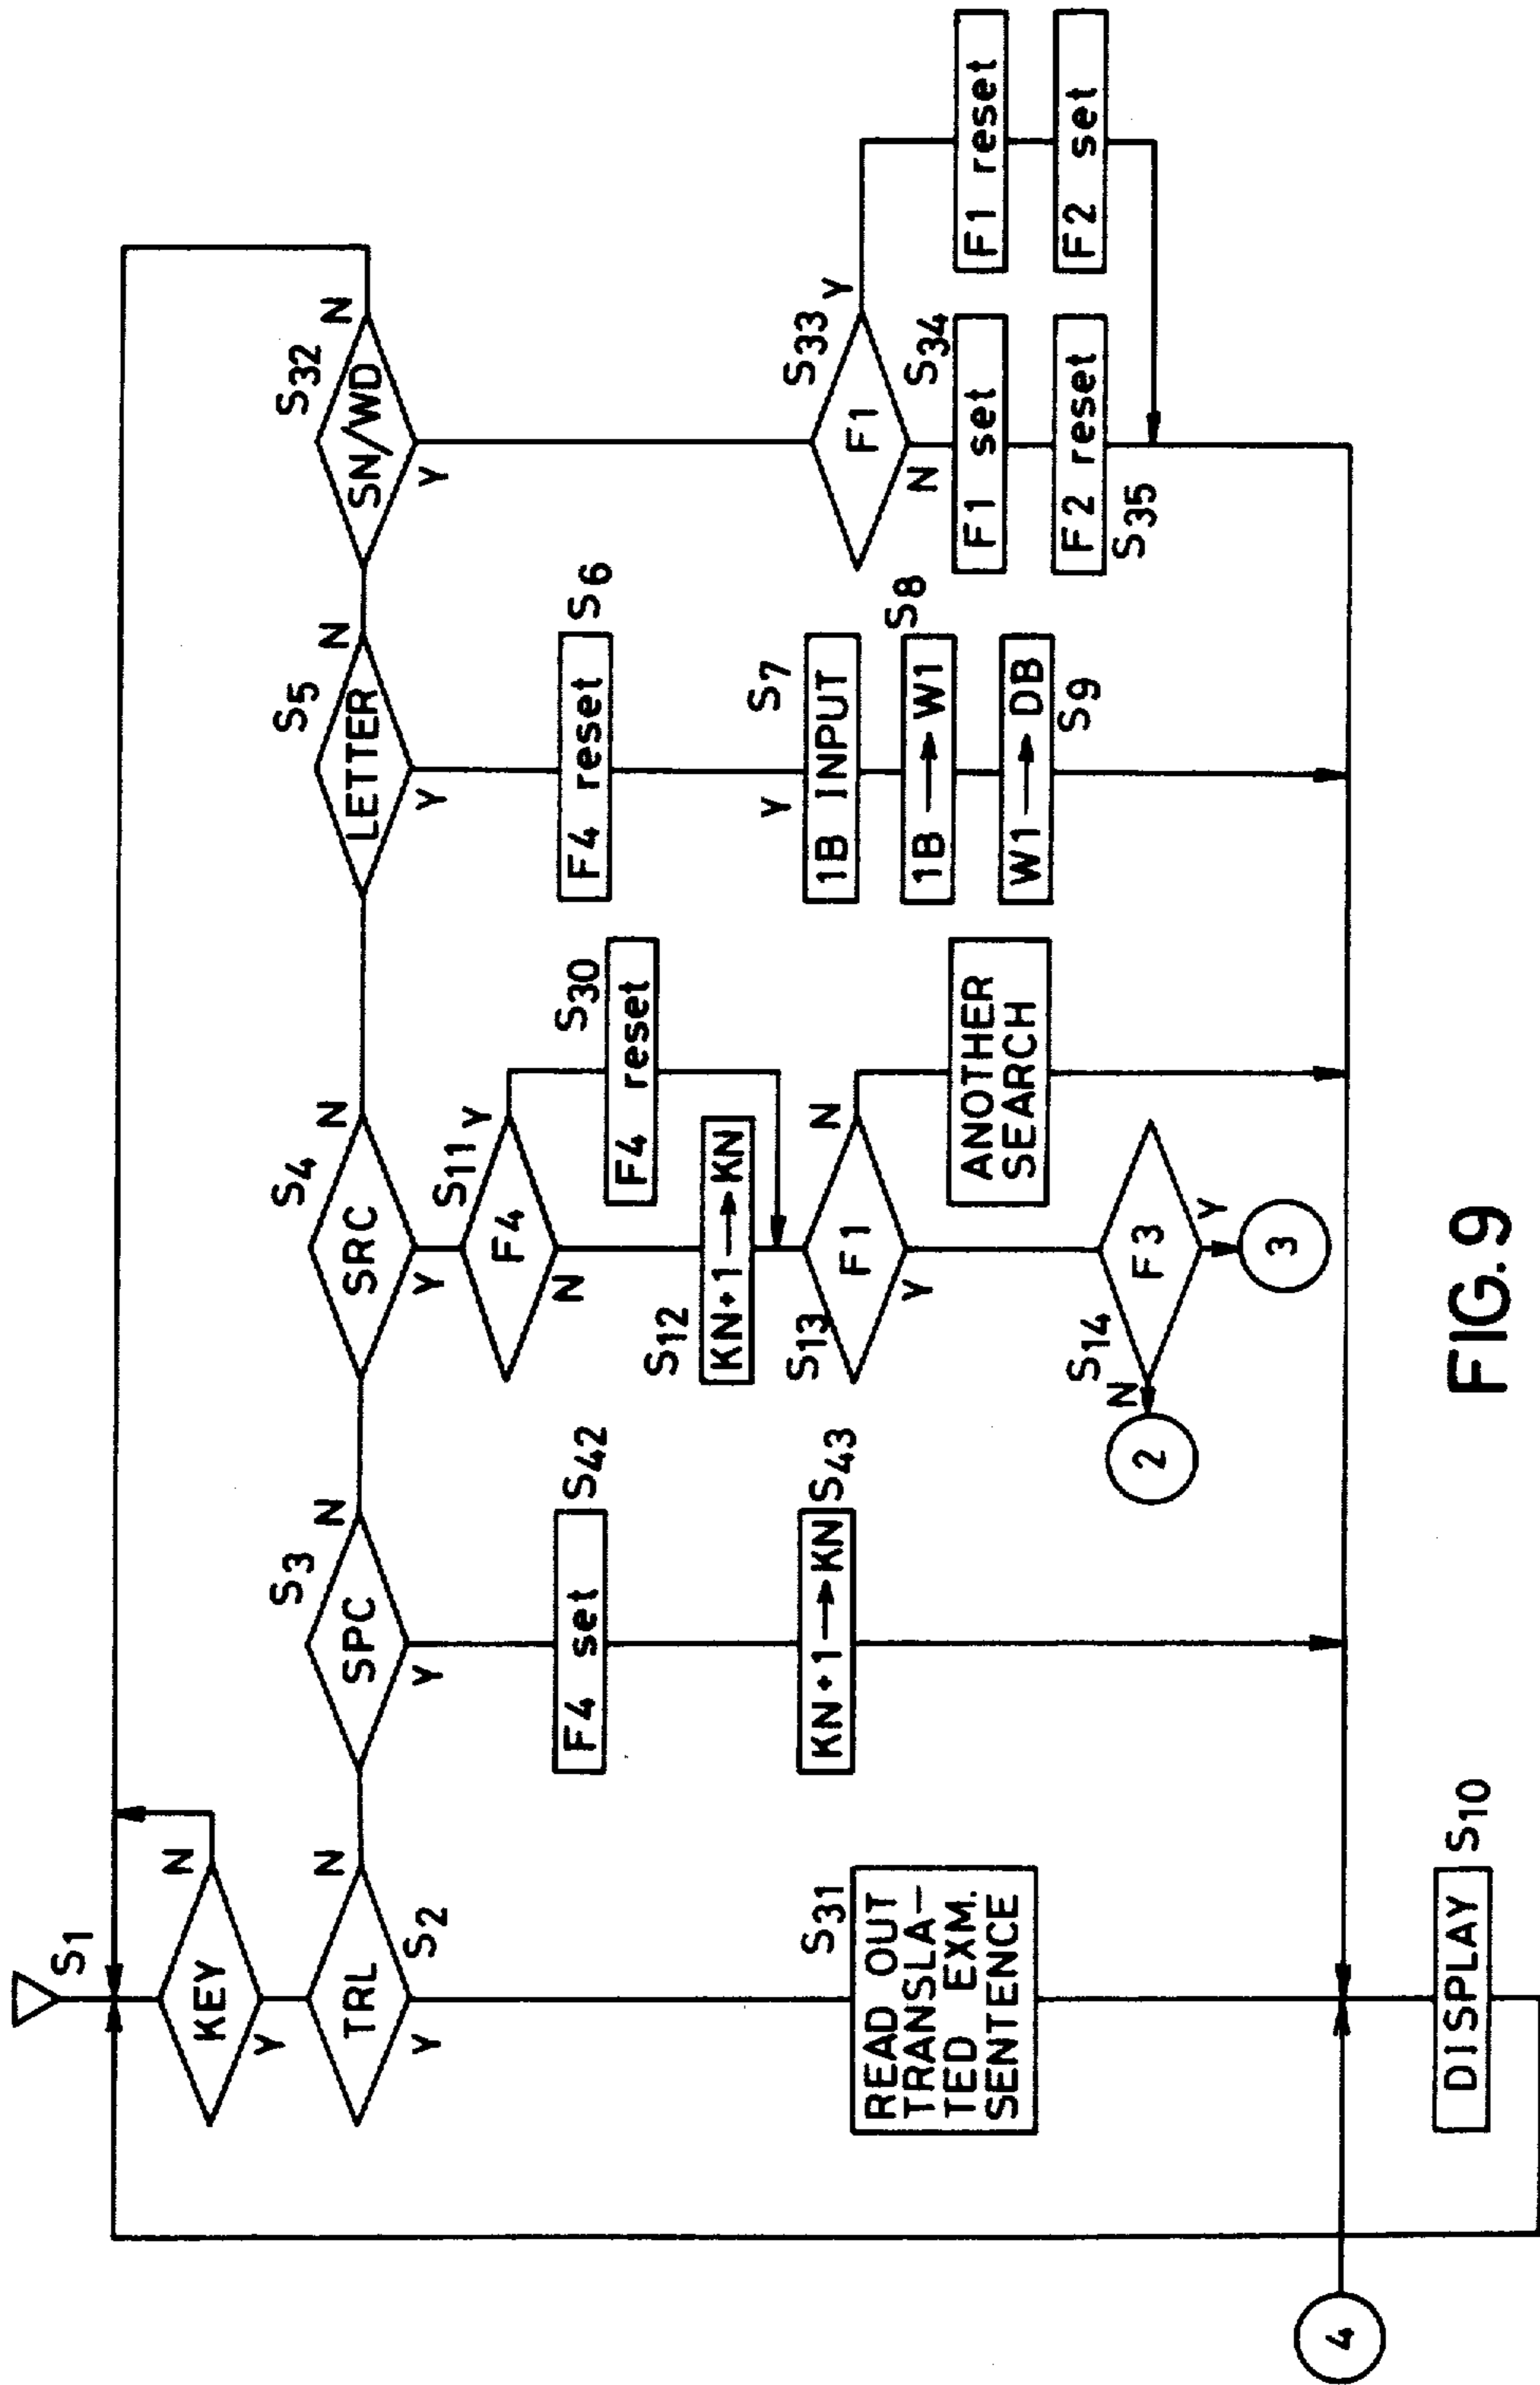 S1
KEY
N
Y
TRL
N
S2
Y
S3
SPC
N
Y
S4
SRC
N
Y
S5
LETTER
N
Y
S32
SN/WD
N
Y
S31
READ OUT
TRANSLA-
TED EXM.
SENTENCE
F4 set
S42
KN+1→KN
S43
S11
F4
Y
N
S30
F4 reset
S12
KN+1→KN
S13
F1
N
Y
ANOTHER
SEARCH
S14
F3
N
Y
2
3
F4 reset
S6
Y
S7
1B INPUT
S8
1B→W1
W1→DB
S9
S33
F1
Y
N
S34
F1 set
F1 reset
F2 reset
F2 set
S35
4
DISPLAY
S10
FIG.9